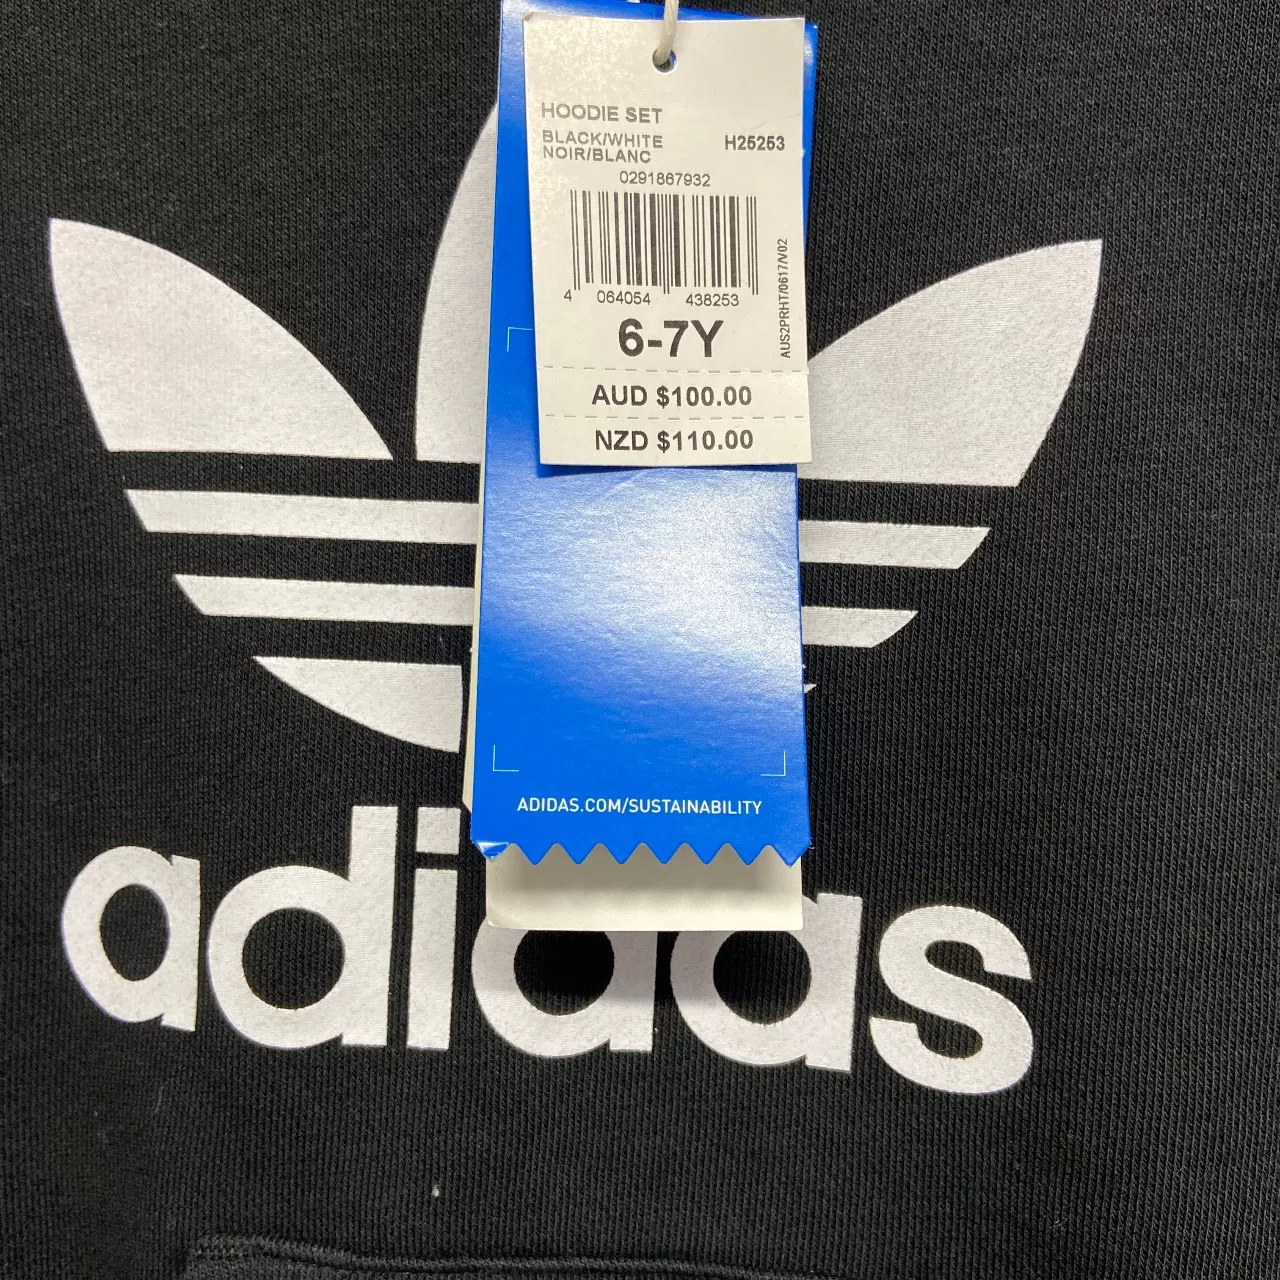 HOODIE SET
BLACK/WHITE H25253
NOIR/BLANC
0291867932
4 064054 438253
AUS2PRHT/0617/V02
6-7Y
AUD $100.00
NZD $110.00
ADIDAS.COM/SUSTAINABILITY
adidas